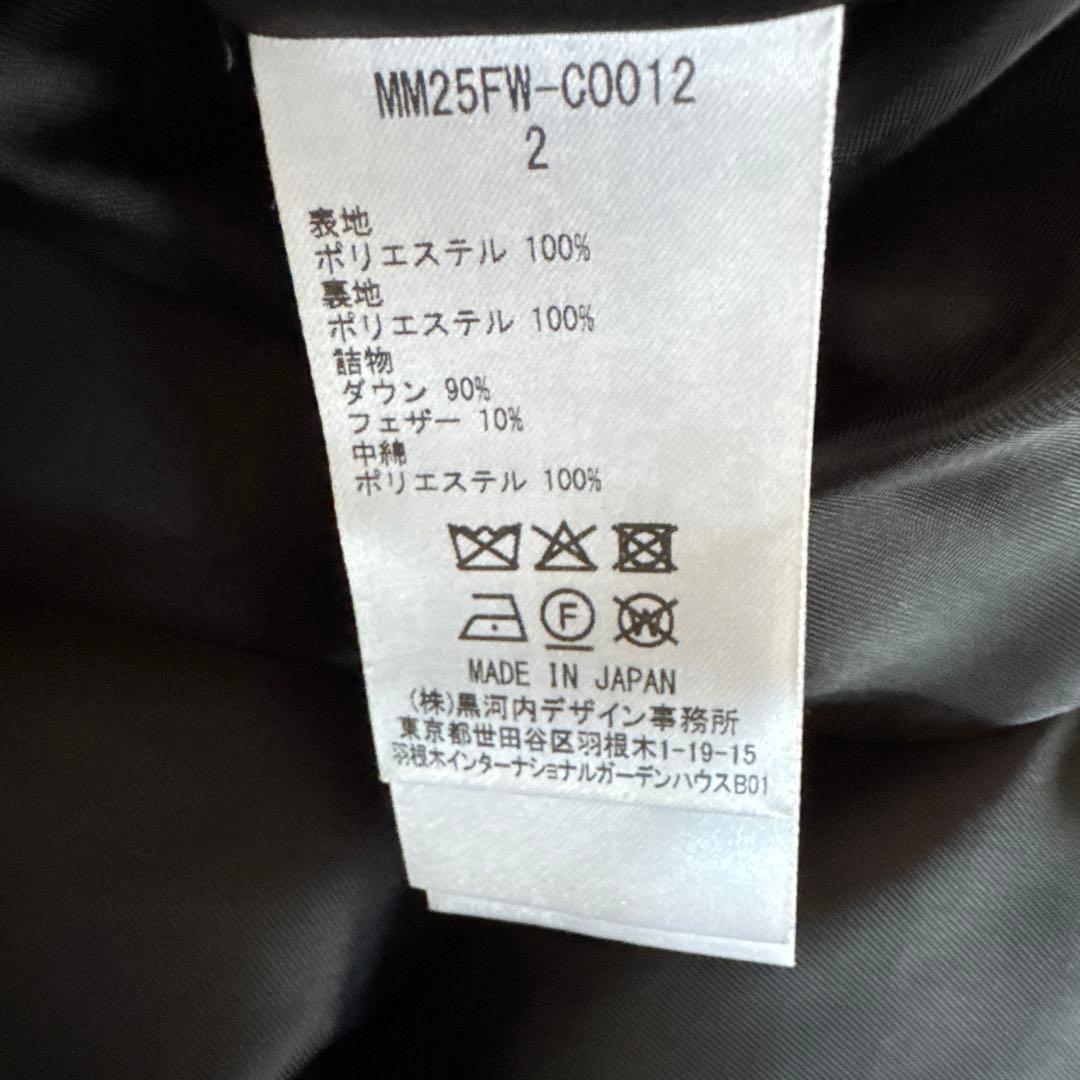 MM25FW-CO012
2
表地
ポリエステル 100%
裏地
ポリエステル 100%
詰物
ダウン 90%
フェザー 10%
中綿
ポリエステル 100%
F
W
MADE IN JAPAN
(株)黒河内デザイン事務所
東京都世田谷区羽根木1-19-15
羽根木インターナショナルガーデンハウスB01